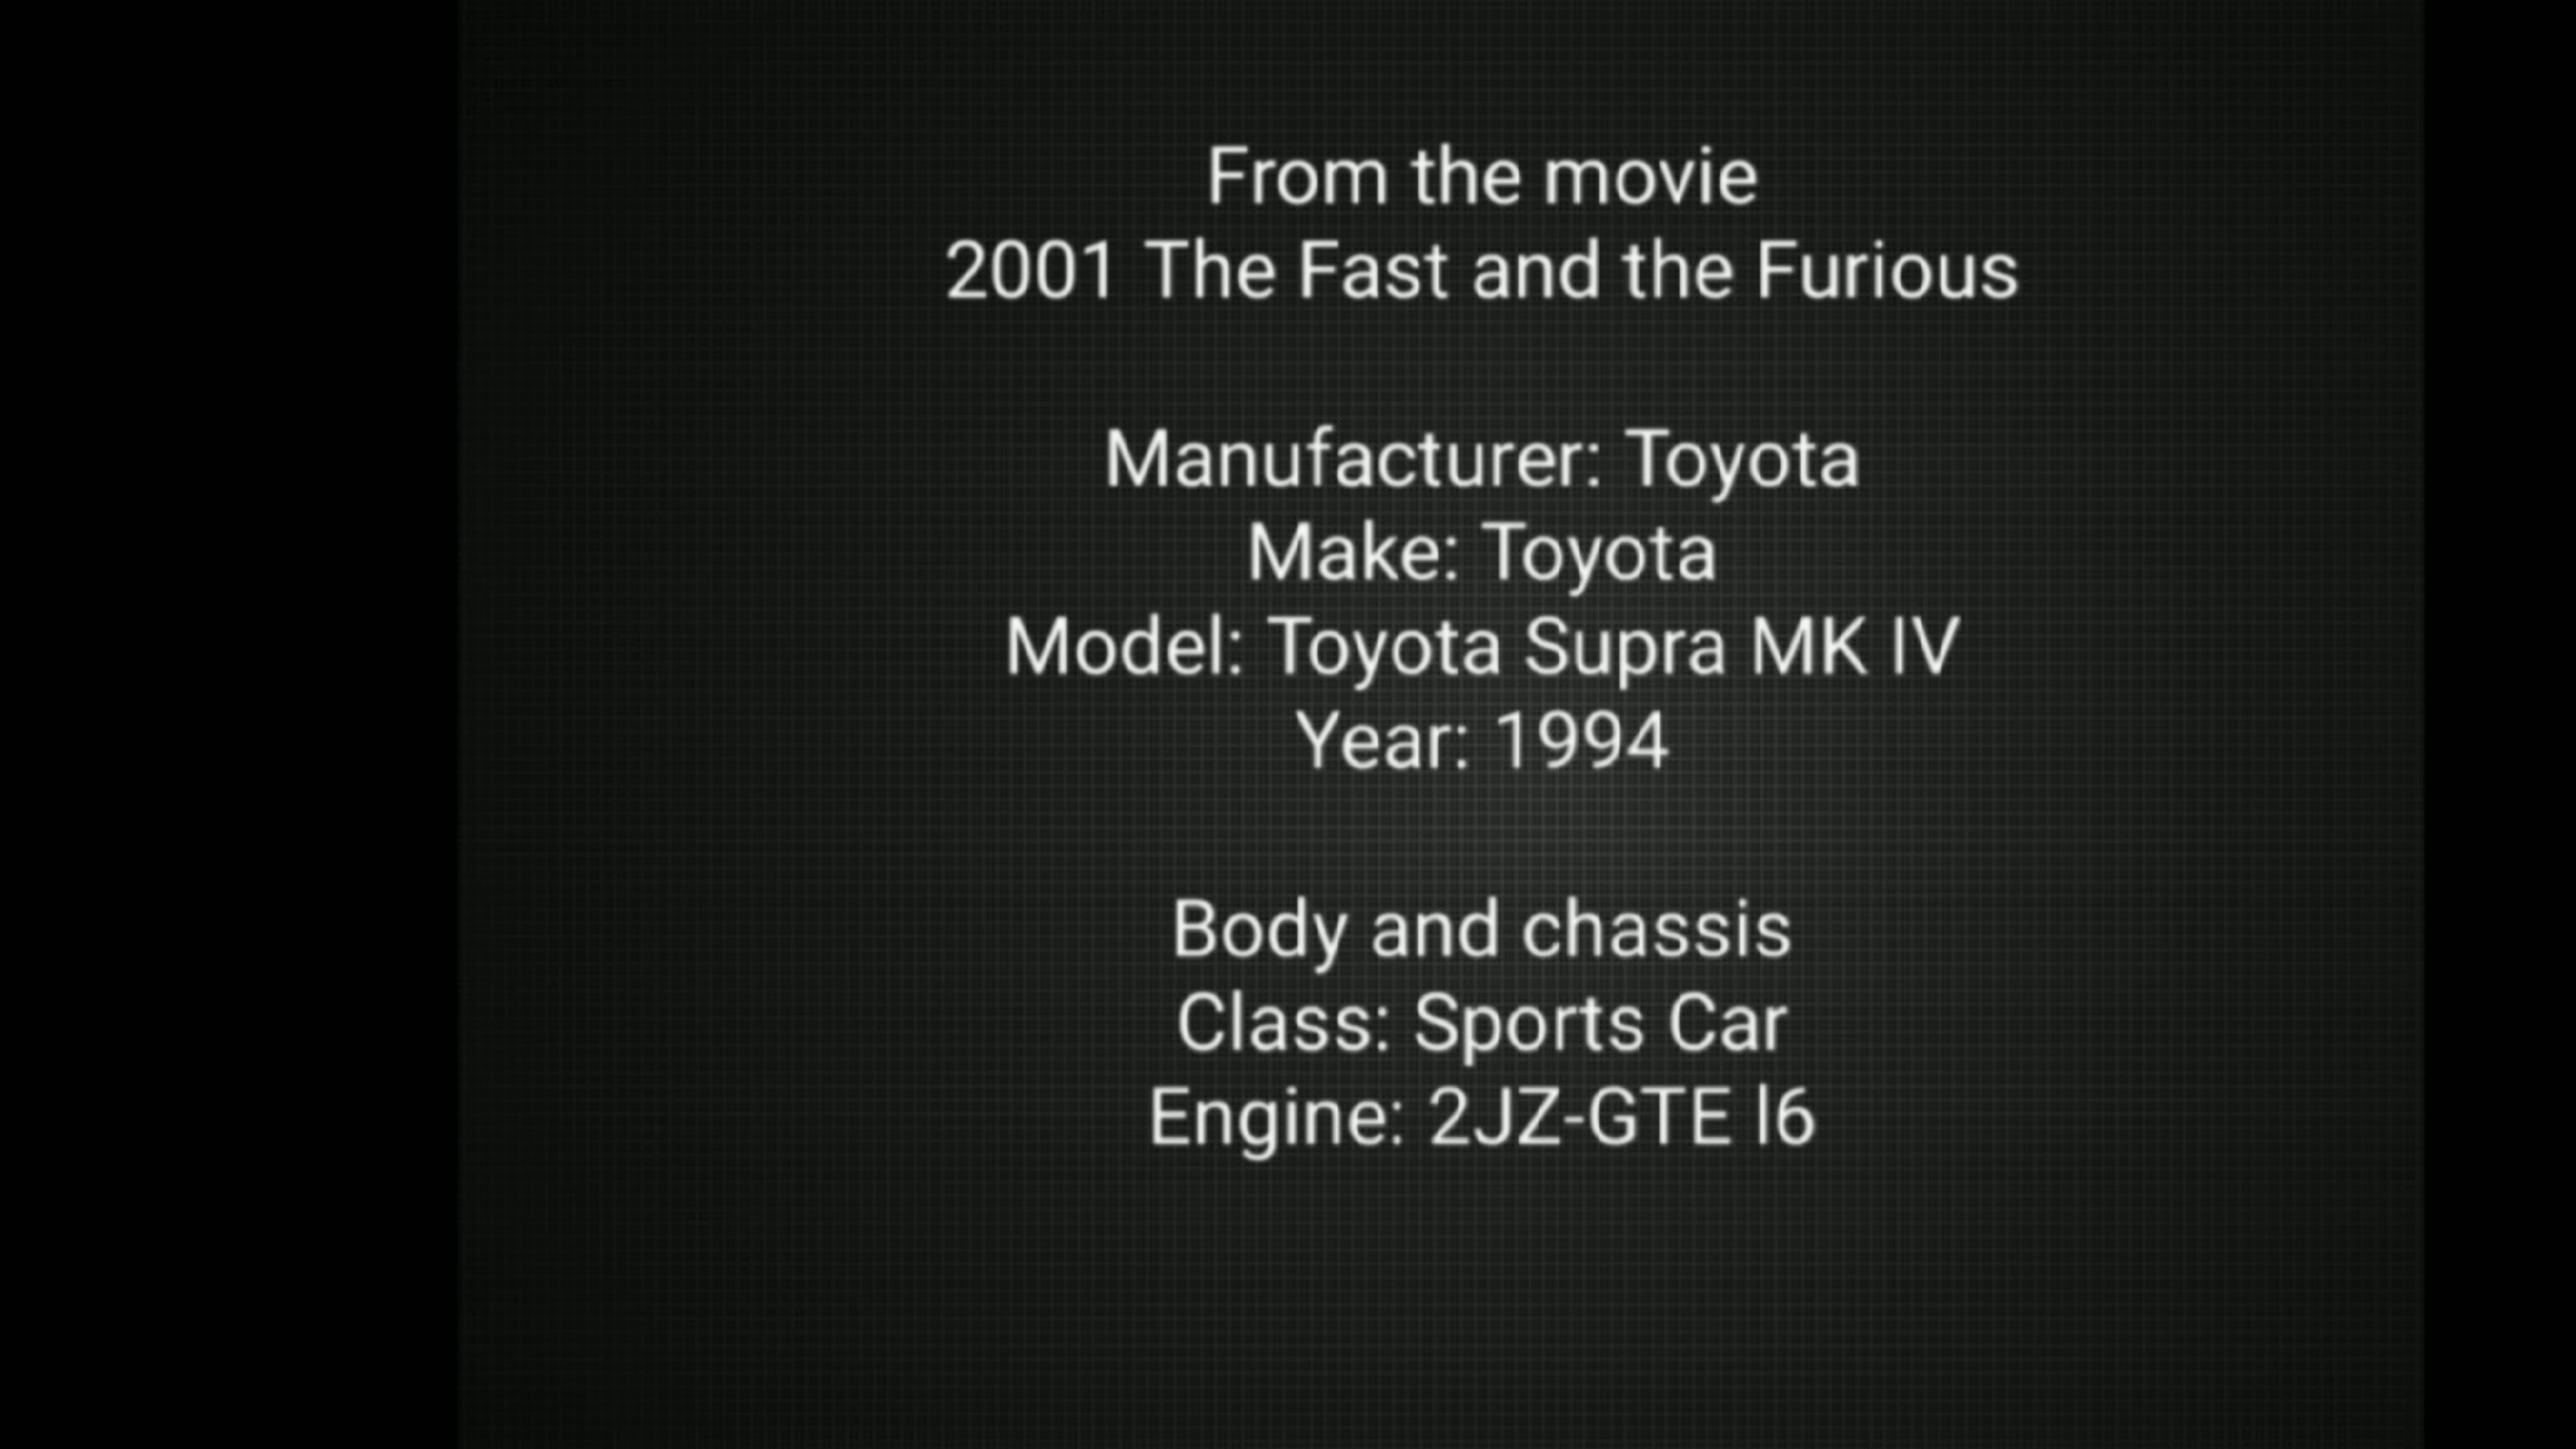 From the movie
2001 The Fast and the Furious
Manufacturer: Toyota
Make: Toyota
Model: Toyota Supra MK IV
Year: 1994
Body and chassis
Class: Sports Car
Engine: 2JZ-GTE l6